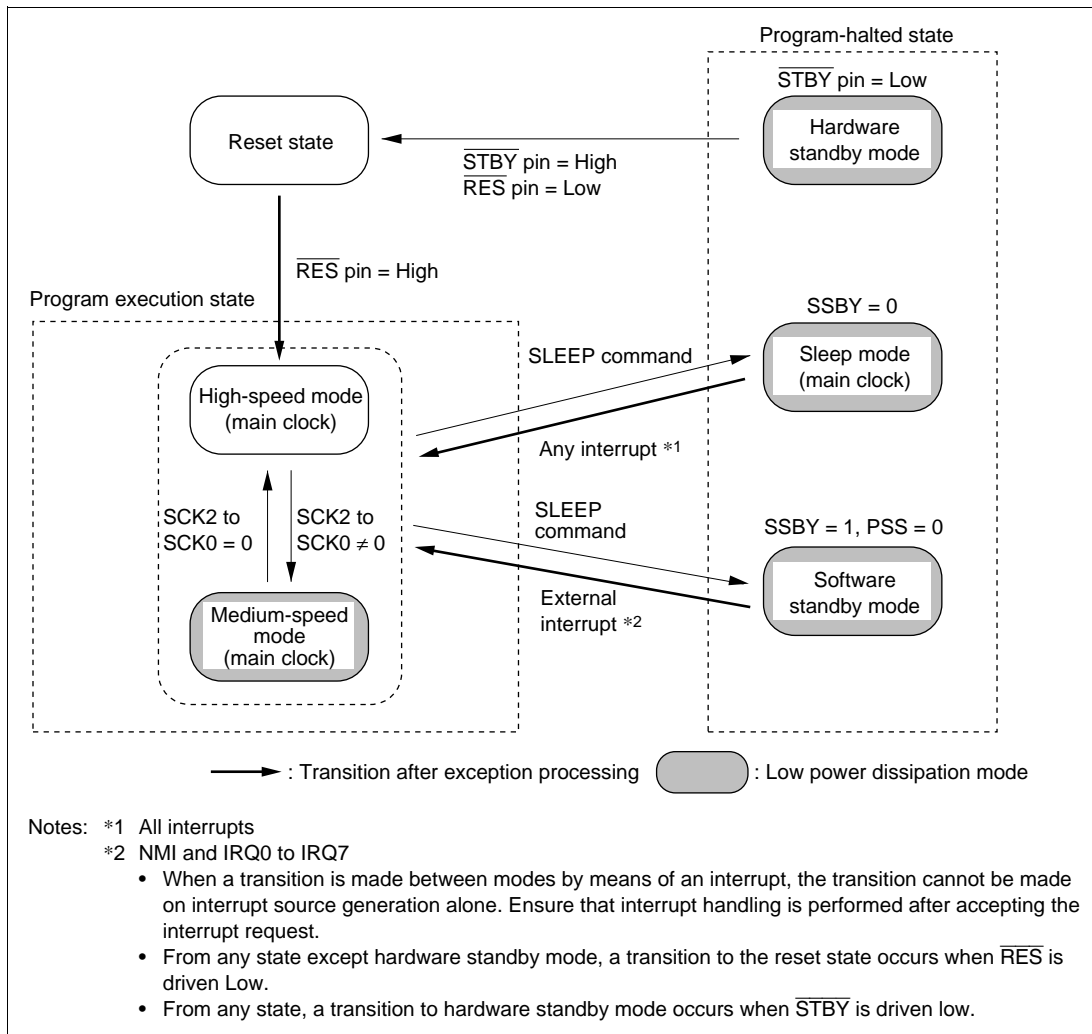 Program-halted state
STBY pin = Low
Hardware
standby mode
Reset state
STBY pin = High
RES pin = Low
RES pin = High
Program execution state
SSBY = 0
SLEEP command
Sleep mode
(main clock)
High-speed mode
(main clock)
Any interrupt *1
SCK2 to
SCK0 = 0
SCK2 to
SCK0 ≠ 0
SLEEP
command
SSBY = 1, PSS = 0
Software
standby mode
External
interrupt *2
Medium-speed
mode
(main clock)
: Transition after exception processing
: Low power dissipation mode
Notes: *1 All interrupts
*2 NMI and IRQ0 to IRQ7
• When a transition is made between modes by means of an interrupt, the transition cannot be made
on interrupt source generation alone. Ensure that interrupt handling is performed after accepting the
interrupt request.
• From any state except hardware standby mode, a transition to the reset state occurs when RES is
driven Low.
• From any state, a transition to hardware standby mode occurs when STBY is driven low.